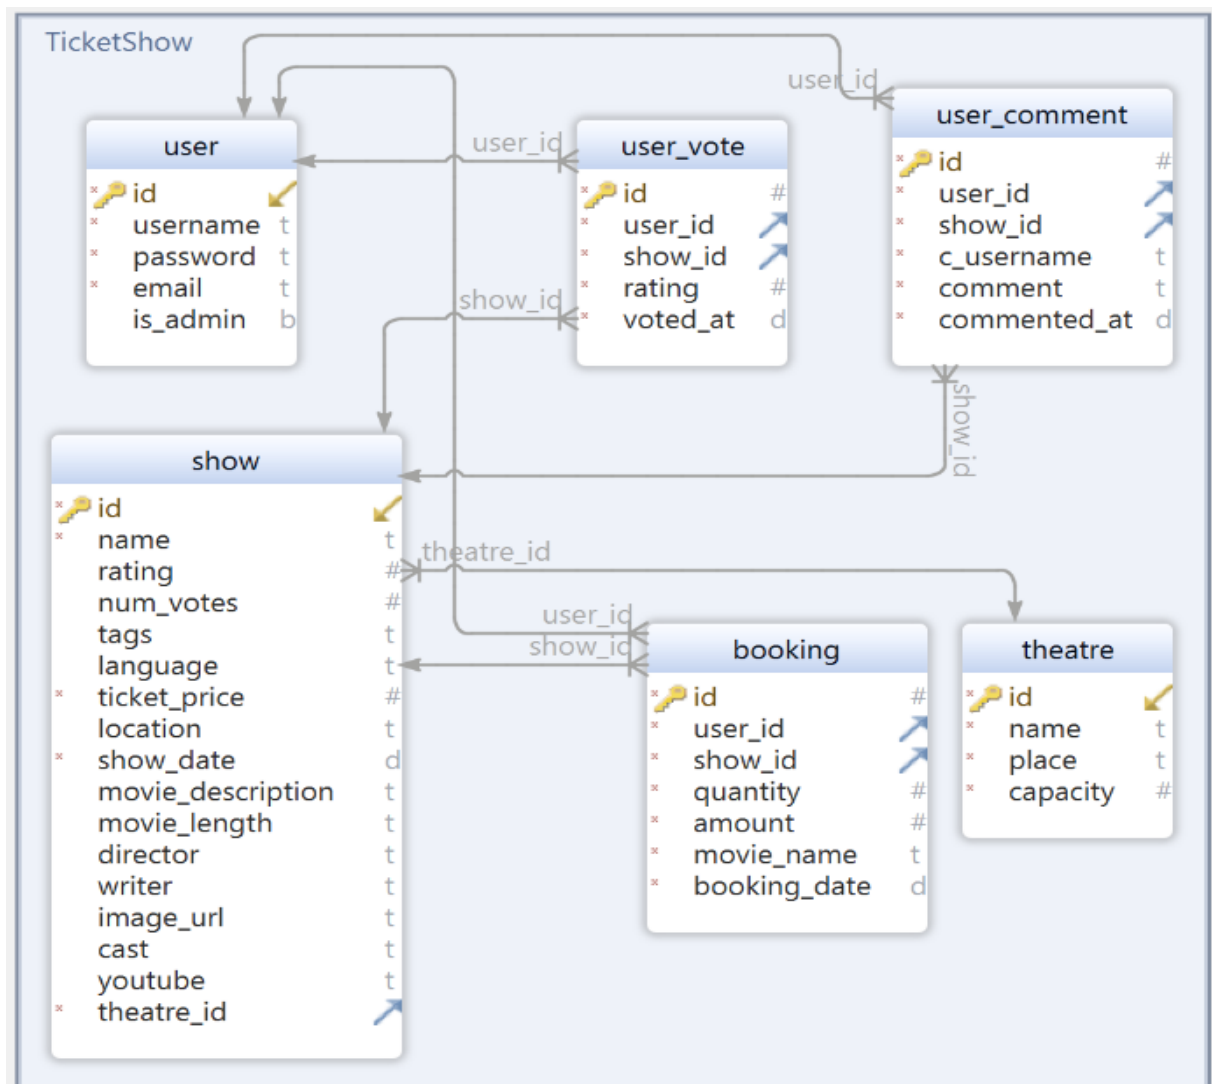 TicketShow
user_id
user_comment
id #
user_id
show_id
c_username t
comment t
commented_at d
user
id
username t
password t
email t
is_admin b
user_id
user_vote
id #
user_id
show_id
rating #
voted_at d
show_id
show_id
show
id
name t
rating #
num_votes #
tags t
language t
ticket_price #
location t
show_date d
movie_description t
movie_length t
director t
writer t
image_url t
cast t
youtube t
theatre_id
theatre_id
user_id
show_id
booking
id #
user_id
show_id
quantity #
amount #
movie_name t
booking_date d
theatre
id
name t
place t
capacity #